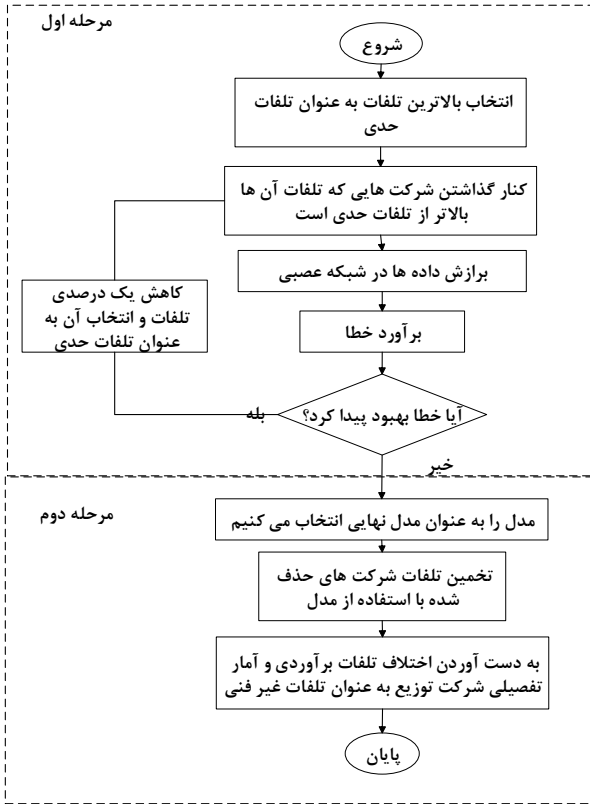 مرحله اول
شروع
انتخاب بالاترین تلفات به عنوان تلفات
حدی
کنار گذاشتن شرکت هایی که تلفات آن ها
بالاتر از تلفات حدی است
برازش داده ها در شبکه عصبی
کاهش یک درصدی
تلفات و انتخاب آن به
عنوان تلفات حدی
برآورد خطا
آیا خطا بهبود پیدا کرد؟
بله
خیر
مرحله دوم
مدل را به عنوان مدل نهایی انتخاب می کنیم
تخمین تلفات شرکت های حذف
شده با استفاده از مدل
به دست آوردن اختلاف تلفات برآوردی و آمار
تفصیلی شرکت توزیع به عنوان تلفات غیر فنی
پایان